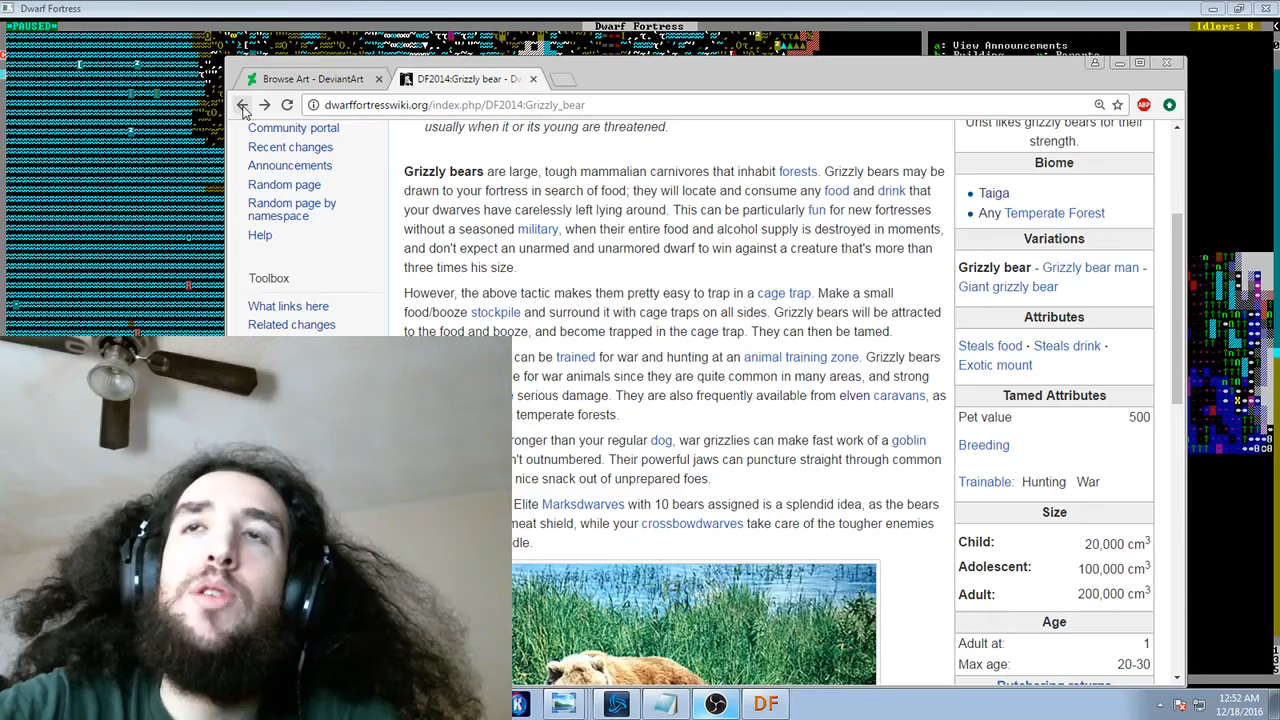 Dwarf Fortress
*PAUSED*
Dwarf Fortress
Idlers: 8
a: View Announcements
Browse Art - DeviantArt
DF2014:Grizzly bear - Dw
dwarffortresswiki.org/index.php/DF2014:Grizzly_bear
ABP
Community portal
Recent changes
Announcements
Random page
Random page by
namespace
Help
Toolbox
What links here
Related changes
usually when it or its young are threatened.
Grizzly bears are large, tough mammalian carnivores that inhabit forests. Grizzly bears may be
drawn to your fortress in search of food; they will locate and consume any food and drink that
your dwarves have carelessly left lying around. This can be particularly fun for new fortresses
without a seasoned military, when their entire food and alcohol supply is destroyed in moments,
and don't expect an unarmed and unarmored dwarf to win against a creature that's more than
three times his size.
However, the above tactic makes them pretty easy to trap in a cage trap. Make a small
food/booze stockpile and surround it with cage traps on all sides. Grizzly bears will be attracted
to the food and booze, and become trapped in the cage trap. They can then be tamed.
can be trained for war and hunting at an animal training zone. Grizzly bears
e for war animals since they are quite common in many areas, and strong
serious damage. They are also frequently available from elven caravans, as
temperate forests.
ronger than your regular dog, war grizzlies can make fast work of a goblin
n't outnumbered. Their powerful jaws can puncture straight through common
nice snack out of unprepared foes.
Elite Marksdwarves with 10 bears assigned is a splendid idea, as the bears
meat shield, while your crossbowdwarves take care of the tougher enemies
dle.
Urist likes grizzly bears for their
strength.
Biome
Taiga
Any Temperate Forest
Variations
Grizzly bear - Grizzly bear man -
Giant grizzly bear
Attributes
Steals food · Steals drink ·
Exotic mount
Tamed Attributes
Pet value 500
Breeding
Trainable: Hunting War
Size
Child: 20,000 cm³
Adolescent: 100,000 cm³
Adult: 200,000 cm³
Age
Adult at: 1
Max age: 20-30
Butchering returns
DF
12:52 AM
12/18/2016